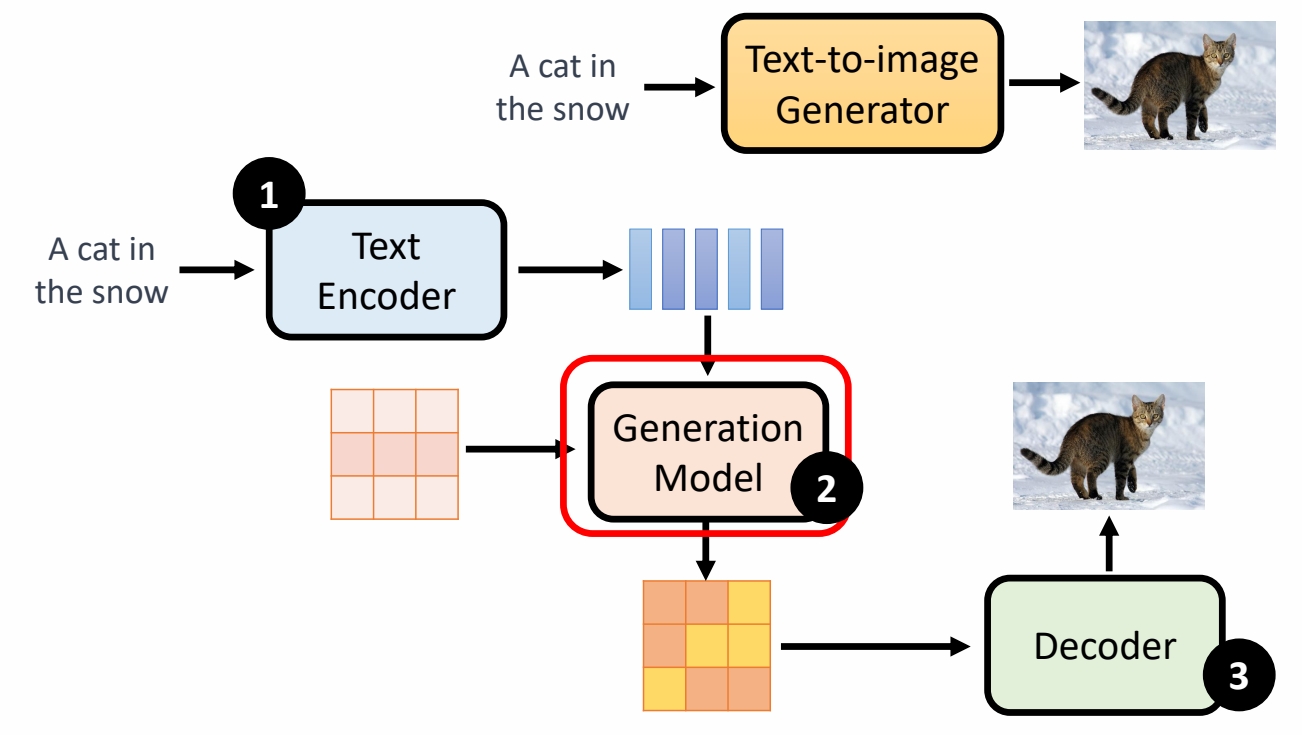 A cat in
the snow
Text-to-image
Generator
1
A cat in
the snow
Text
Encoder
Generation
Model
2
Decoder
3